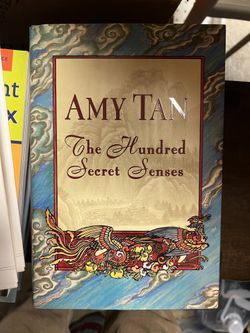 AMY TAN
The Hundred
Secret Senses